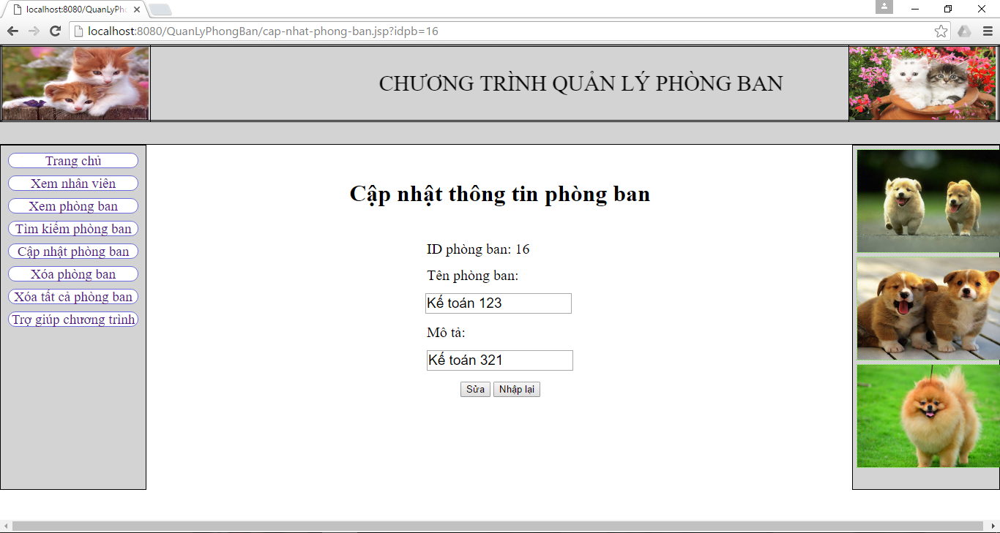 localhost:8080/QuanLyPh
localhost:8080/QuanLyPhongBan/cap-nhat-phong-ban.jsp?idpb=16
CHƯƠNG TRÌNH QUẢN LÝ PHÒNG BAN
Trang chủ
Xem nhân viên
Xem phòng ban
Tìm kiếm phòng ban
Cập nhật phòng ban
Xóa phòng ban
Xóa tất cả phòng ban
Trợ giúp chương trình
Cập nhật thông tin phòng ban
ID phòng ban: 16
Tên phòng ban:
Kế toán 123
Mô tả:
Kế toán 321
Sửa Nhập lại